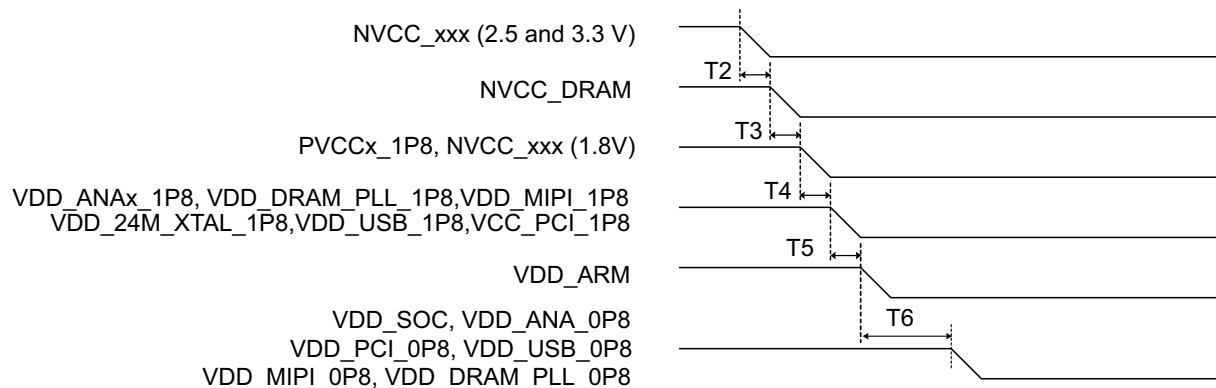 NVCC_xxx (2.5 and 3.3 V)
T2
NVCC_DRAM
T3
PVCCx_1P8, NVCC_xxx (1.8V)
T4
VDD_ANAx_1P8, VDD_DRAM_PLL_1P8,VDD_MIPI_1P8
VDD_24M_XTAL_1P8,VDD_USB_1P8,VCC_PCI_1P8
T5
VDD_ARM
T6
VDD_SOC, VDD_ANA_0P8
VDD_PCI_0P8, VDD_USB_0P8
VDD_MIPI_0P8, VDD_DRAM_PLL_0P8